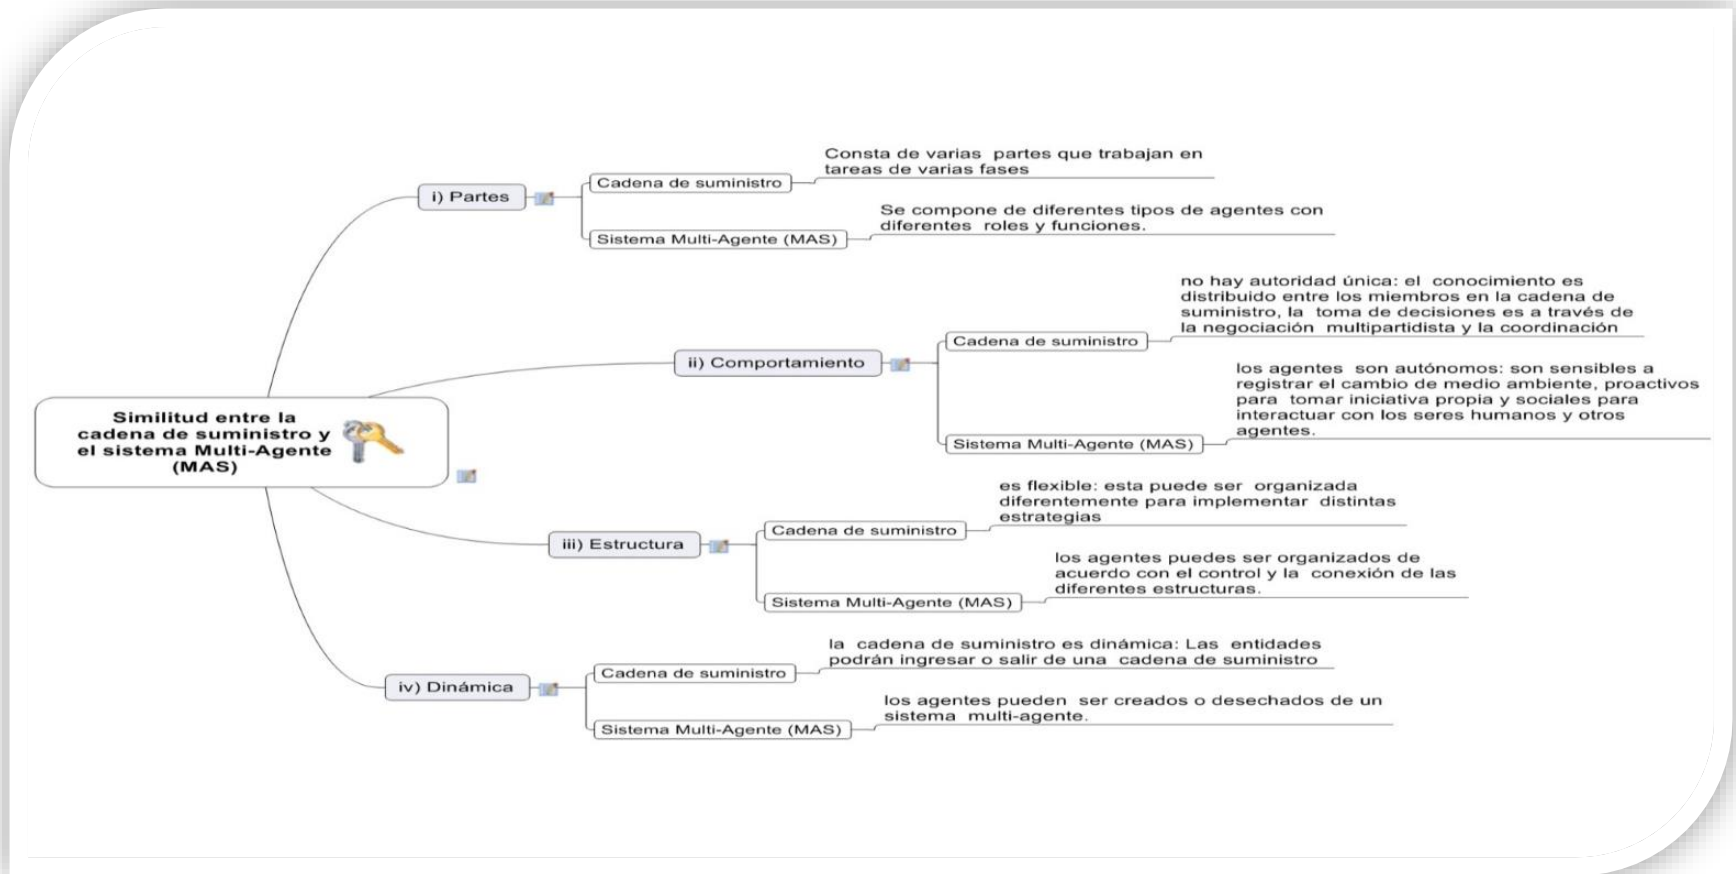 Similitud entre la
cadena de suministro y
el sistema Multi-Agente
(MAS)
i) Partes
Cadena de suministro
Consta de varias partes que trabajan en
tareas de varias fases
Sistema Multi-Agente (MAS)
Se compone de diferentes tipos de agentes con
diferentes roles y funciones.
ii) Comportamiento
Cadena de suministro
no hay autoridad única: el conocimiento es
distribuido entre los miembros en la cadena de
suministro, la toma de decisiones es a través de
la negociación multipartidista y la coordinación
Sistema Multi-Agente (MAS)
los agentes son autónomos: son sensibles a
registrar el cambio de medio ambiente, proactivos
para tomar iniciativa propia y sociales para
interactuar con los seres humanos y otros
agentes.
iii) Estructura
Cadena de suministro
es flexible: esta puede ser organizada
diferentemente para implementar distintas
estrategias
Sistema Multi-Agente (MAS)
los agentes puedes ser organizados de
acuerdo con el control y la conexión de las
diferentes estructuras.
iv) Dinámica
Cadena de suministro
la cadena de suministro es dinámica: Las entidades
podrán ingresar o salir de una cadena de suministro
Sistema Multi-Agente (MAS)
los agentes pueden ser creados o desechados de un
sistema multi-agente.